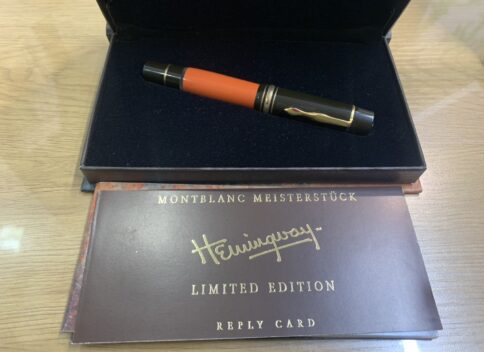 MONTBLANC MEISTERSTÜCK
Hemingway
LIMITED EDITION
REPLY CARD